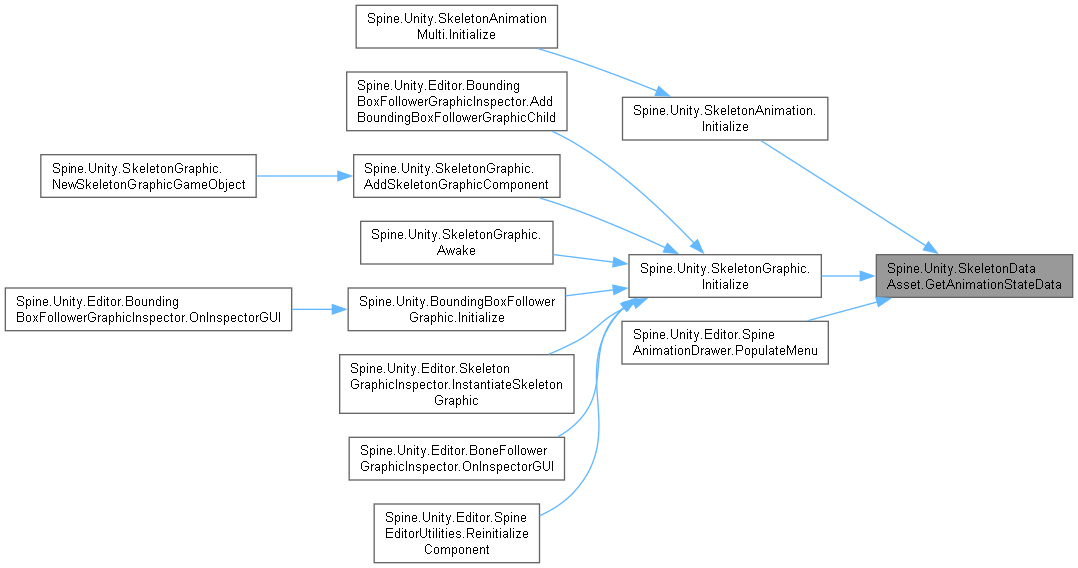 Spine.Unity.SkeletonAnimation
Multi.Initialize
Spine.Unity.Editor.Bounding
BoxFollowerGraphicInspector.Add
BoundingBoxFollowerGraphicChild
Spine.Unity.SkeletonAnimation.
Initialize
Spine.Unity.SkeletonGraphic.
NewSkeletonGraphicGameObject
Spine.Unity.SkeletonGraphic.
AddSkeletonGraphicComponent
Spine.Unity.SkeletonGraphic.
Awake
Spine.Unity.SkeletonGraphic.
Initialize
Spine.Unity.SkeletonData
Asset.GetAnimationStateData
Spine.Unity.Editor.Bounding
BoxFollowerGraphicInspector.OnInspectorGUI
Spine.Unity.BoundingBoxFollower
Graphic.Initialize
Spine.Unity.Editor.Spine
AnimationDrawer.PopulateMenu
Spine.Unity.Editor.Skeleton
GraphicInspector.InstantiateSkeleton
Graphic
Spine.Unity.Editor.BoneFollower
GraphicInspector.OnInspectorGUI
Spine.Unity.Editor.Spine
EditorUtilities.Reinitialize
Component